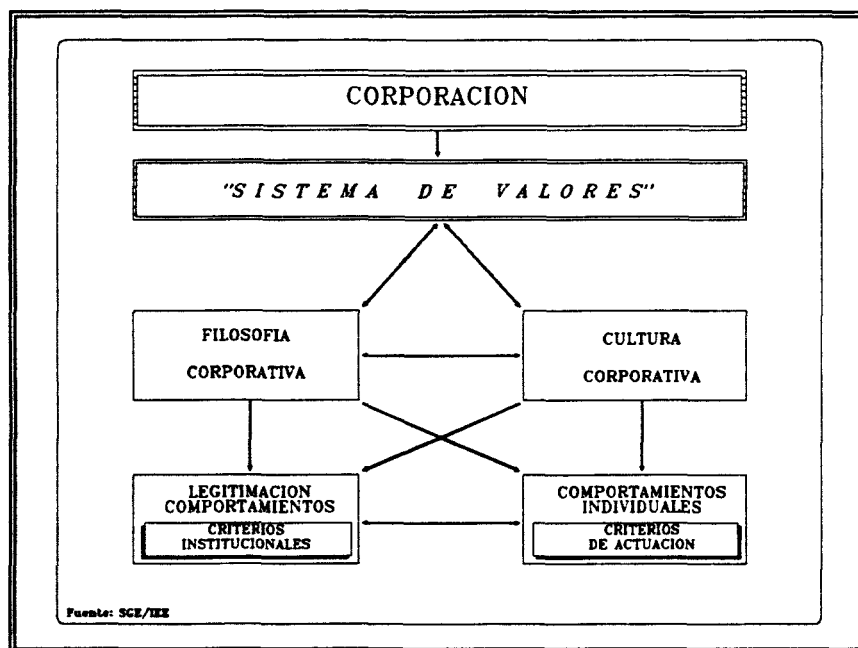 CORPORACION
"SISTEMA DE VALORES"
FILOSOFIA
CORPORATIVA
CULTURA
CORPORATIVA
LEGITIMACION
COMPORTAMIENTOS
CRITERIOS
INSTITUCIONALES
COMPORTAMIENTOS
INDIVIDUALES
CRITERIOS
DE ACTUACION
Fuente: SGE/IEE